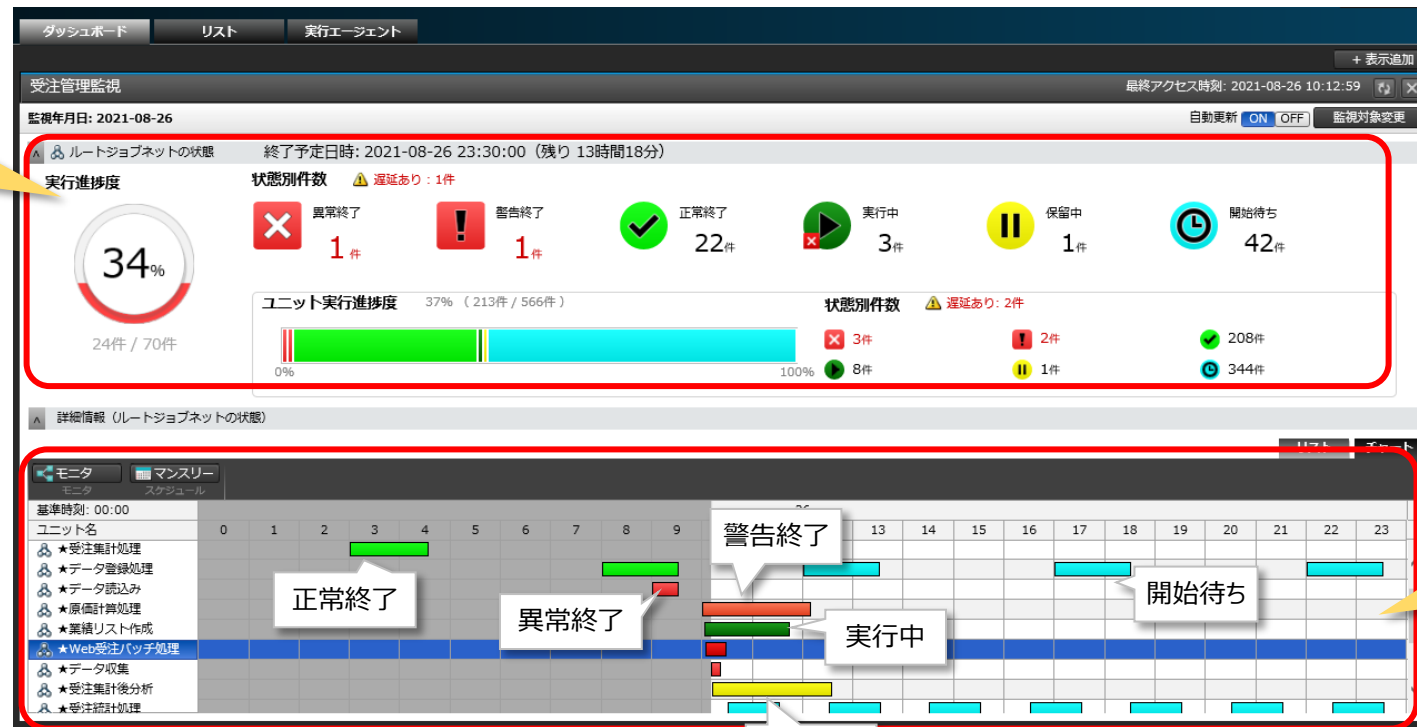 ダッシュボード リスト 実行エージェント
+ 表示追加
受注管理監視 最終アクセス時刻: 2021-08-26 10:12:59
監視年月日: 2021-08-26 自動更新 ON OFF 監視対象変更
ルートジョブネットの状態 終了予定日時: 2021-08-26 23:30:00（残り 13時間18分）
実行進捗度 状態別件数 遅延あり : 1件
異常終了 警告終了 正常終了 実行中 保留中 開始待ち
1件 1件 22件 3件 1件 42件
34%
24件 / 70件
ユニット実行進捗度 37% （ 213件 / 566件 ） 状態別件数 遅延あり: 2件
3件 2件 208件
0% 100% 8件 1件 344件
詳細情報（ルートジョブネットの状態）
リスト チャート
モニタ マンスリー
モニタ スケジュール
基準時刻: 00:00
ユニット名 0 1 2 3 4 5 6 7 8 9 13 14 15 16 17 18 19 20 21 22 23
警告終了
★受注集計処理
★データ登録処理
★データ読込み
正常終了 異常終了 開始待ち
★原価計算処理
★業績リスト作成
実行中
★Web受注バッチ処理
★データ収集
★受注集計後分析
★受注統計処理